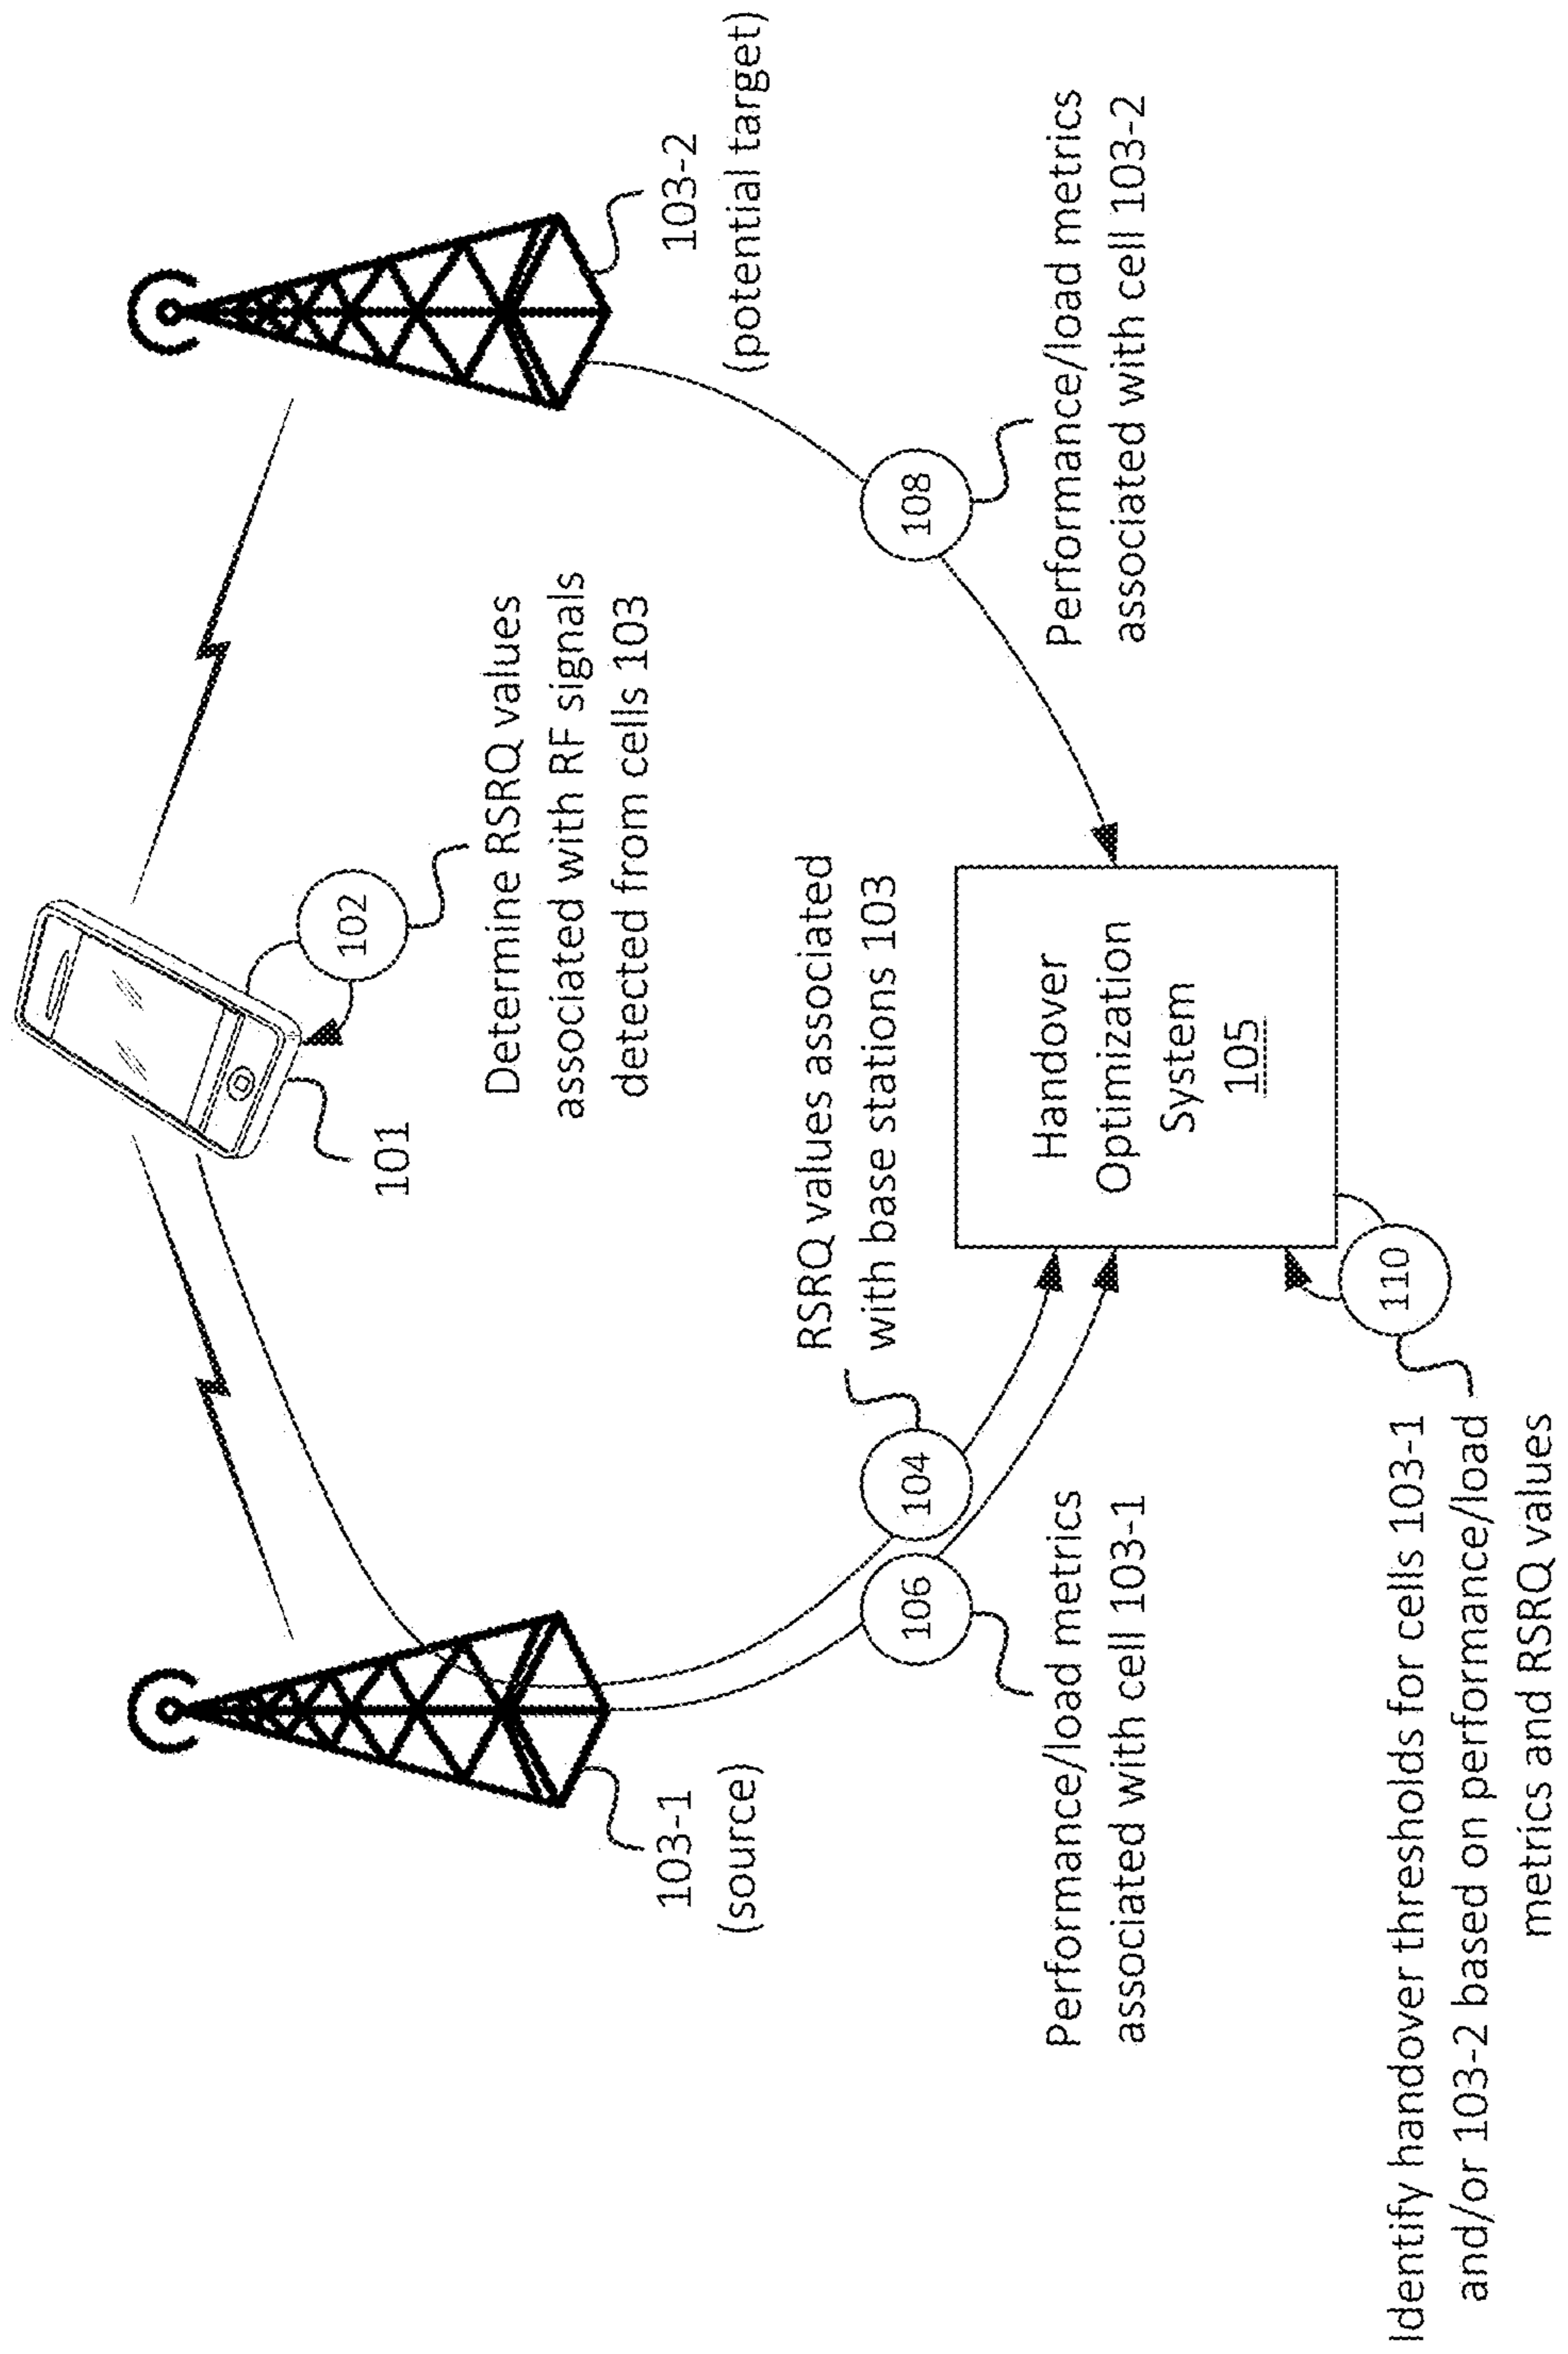 101
102
Determine RSRQ values
associated with RF signals
detected from cells 103
103-1
(source)
103-2
(potential target)
RSRQ values associated
with base stations 103
104
106
108
Performance/load metrics
associated with cell 103-1
Handover
Optimization
System
105
Performance/load metrics
associated with cell 103-2
110
Identify handover thresholds for cells 103-1
and/or 103-2 based on performance/load
metrics and RSRQ values